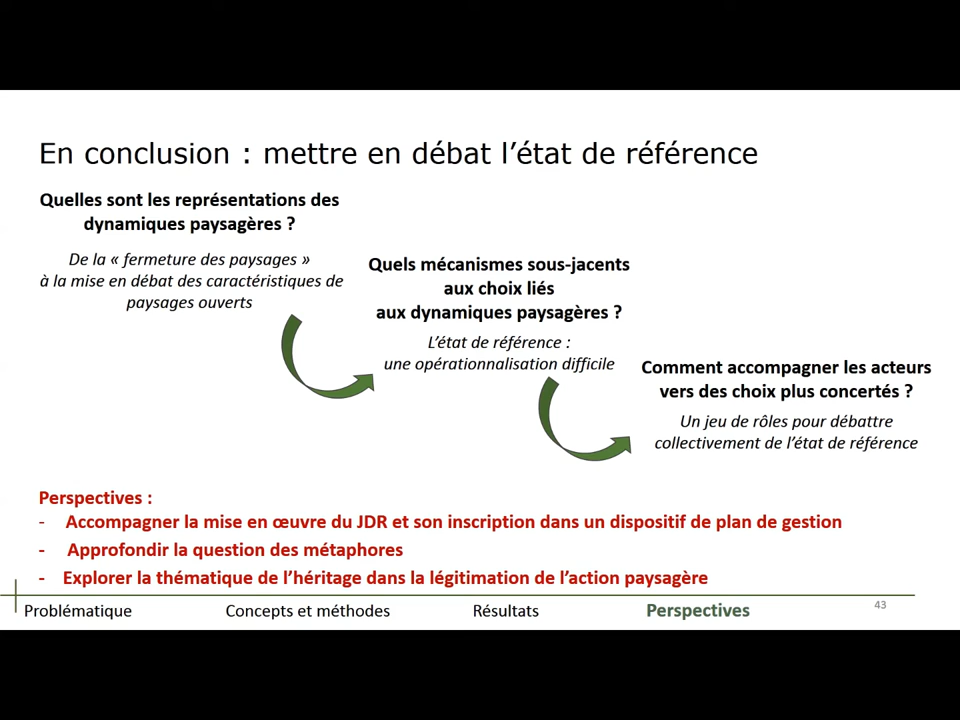 En conclusion : mettre en débat l’état de référence
Quelles sont les représentations des
dynamiques paysagères ?
De la « fermeture des paysages »
à la mise en débat des caractéristiques de
paysages ouverts
Quels mécanismes sous-jacents
aux choix liés
aux dynamiques paysagères ?
L’état de référence :
une opérationnalisation difficile
Comment accompagner les acteurs
vers des choix plus concertés ?
Un jeu de rôles pour débattre
collectivement de l’état de référence
Perspectives :
- Accompagner la mise en œuvre du JDR et son inscription dans un dispositif de plan de gestion
- Approfondir la question des métaphores
- Explorer la thématique de l’héritage dans la légitimation de l’action paysagère
Problématique Concepts et méthodes Résultats Perspectives 43